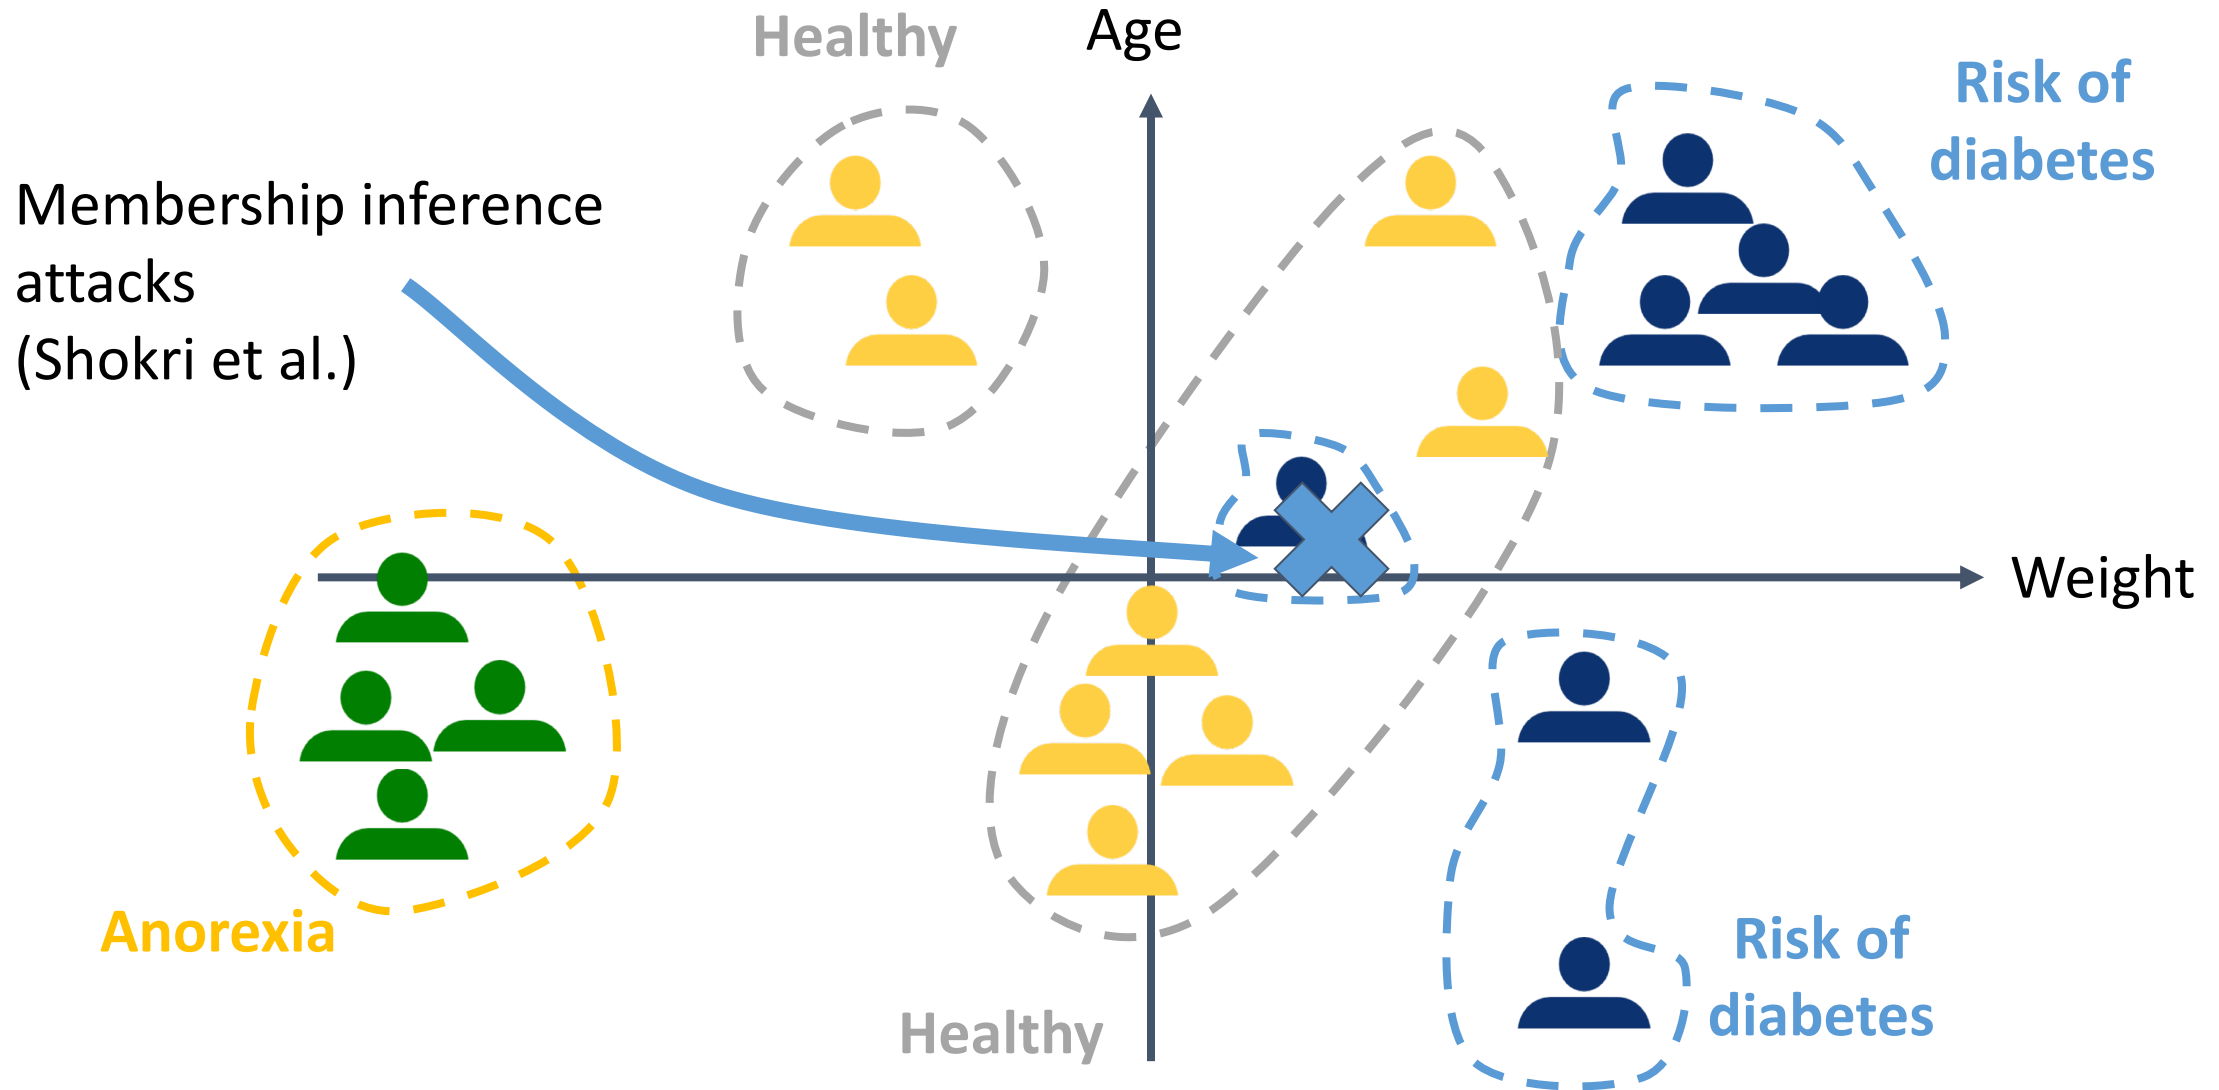 Healthy
Age
Risk of
diabetes
Membership inference
attacks
(Shokri et al.)
Weight
Anorexia
Risk of
diabetes
Healthy